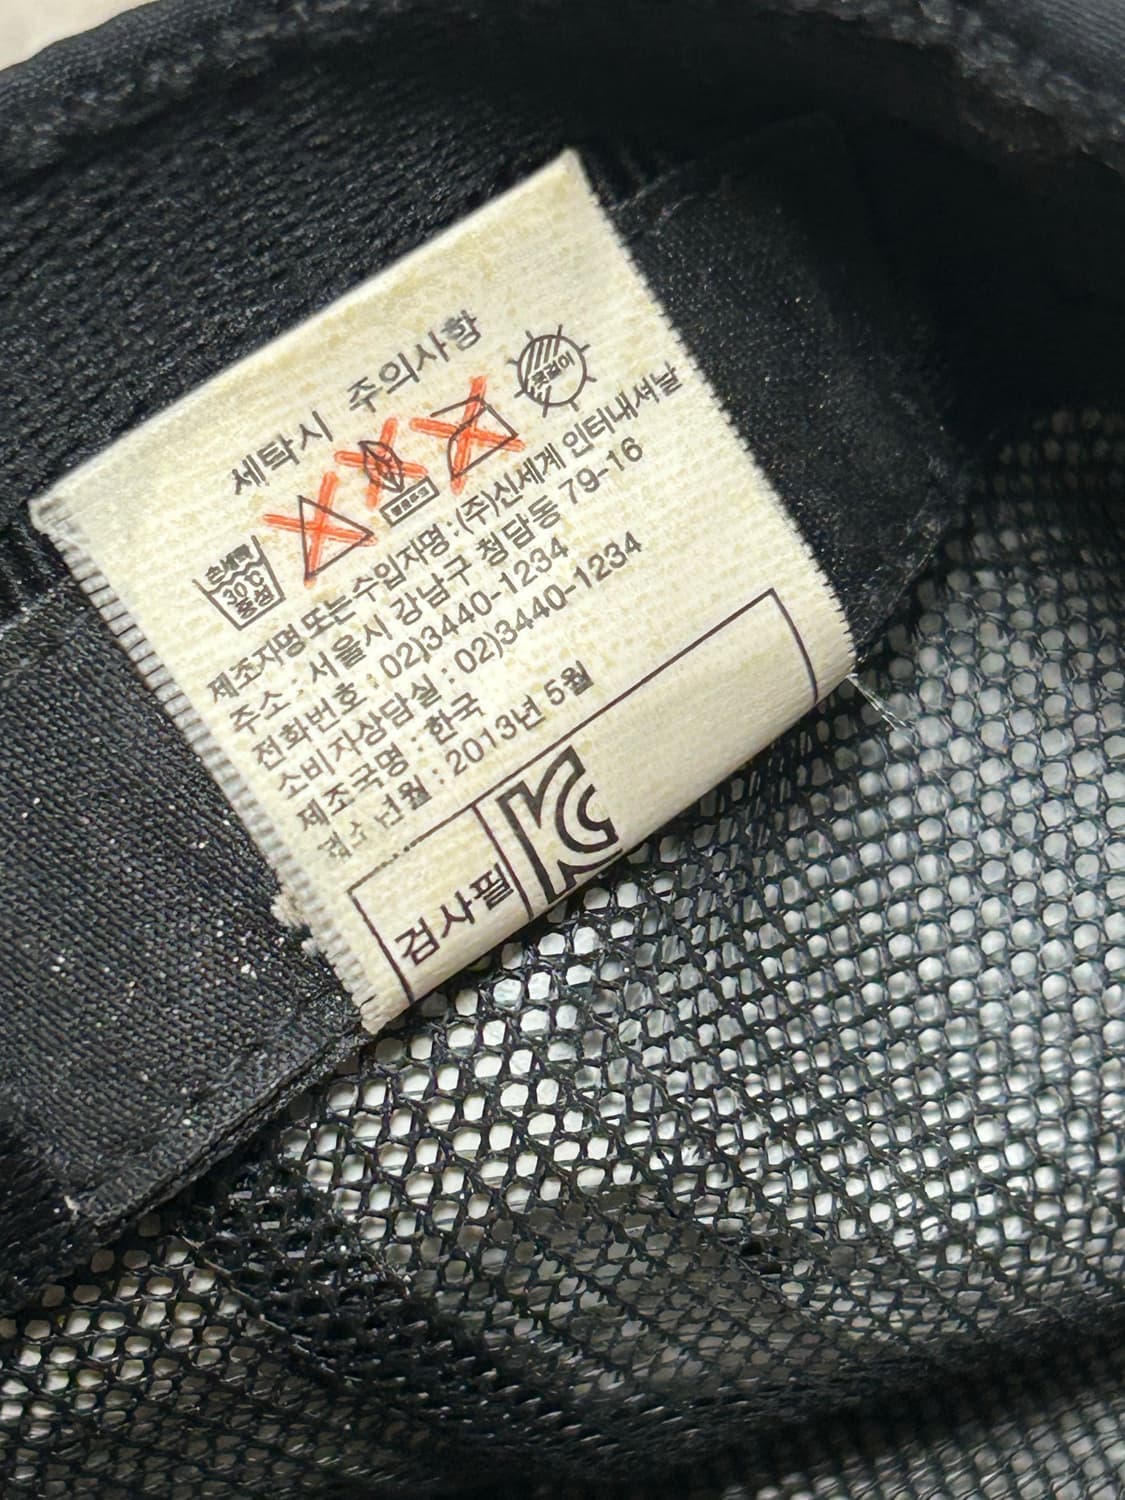 세탁시 주의사항
손세탁
30℃
중성
옷걸이
제조자명 또는 수입자명 : (주)신세계 인터내셔날
주소 : 서울시 강남구 청담동 79-16
전화번호 : 02)3440-1234
소비자상담실 : 02)3440-1234
제조국명 : 한국
제조년월 : 2013년 5월
검사필